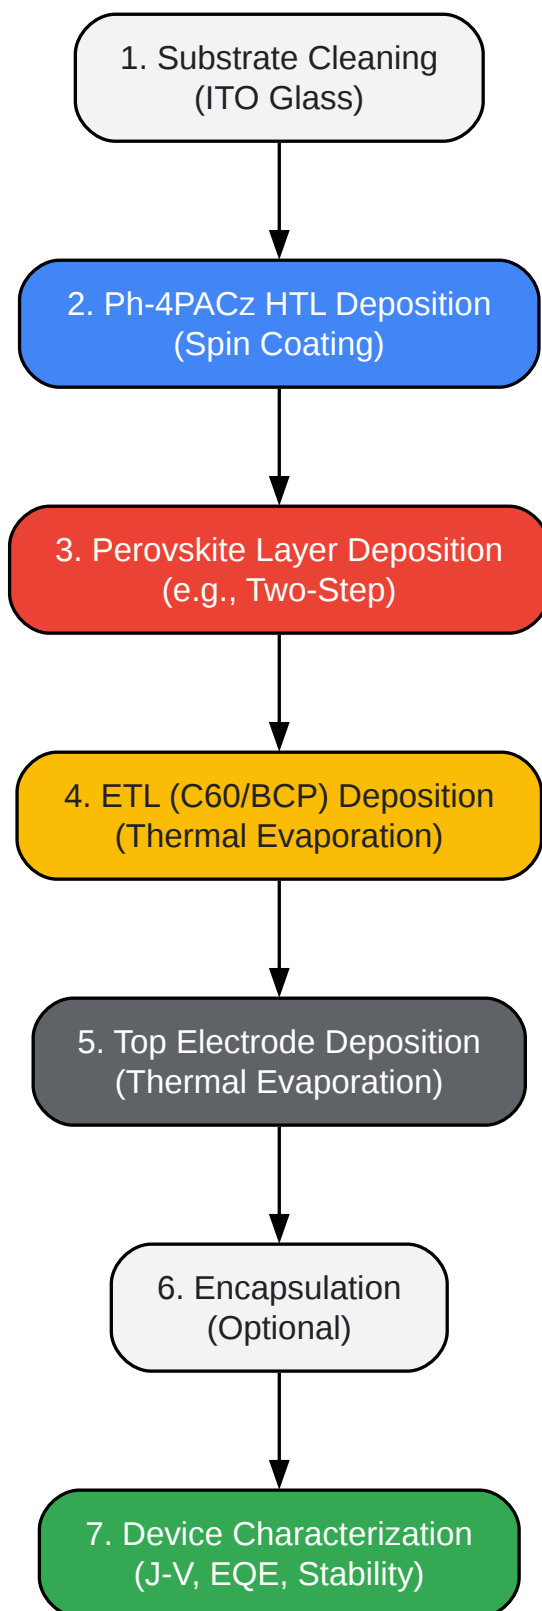 1. Substrate Cleaning
(ITO Glass)
2. Ph-4PACz HTL Deposition
(Spin Coating)
3. Perovskite Layer Deposition
(e.g., Two-Step)
4. ETL (C60/BCP) Deposition
(Thermal Evaporation)
5. Top Electrode Deposition
(Thermal Evaporation)
6. Encapsulation
(Optional)
7. Device Characterization
(J-V, EQE, Stability)